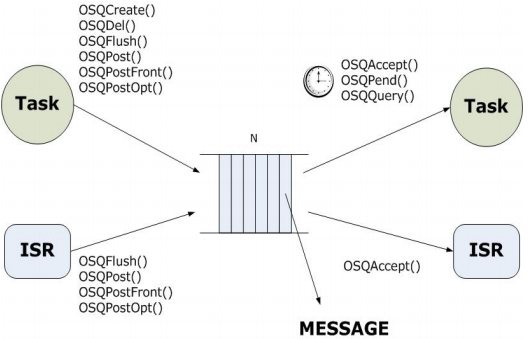 OSQCreate()
OSQDel()
OSQFlush()
OSQPost()
OSQPostFront()
OSQPostOpt()
Task
OSQAccept()
OSQPend()
OSQQuery()
Task
N
ISR
OSQFlush()
OSQPost()
OSQPostFront()
OSQPostOpt()
OSQAccept()
ISR
MESSAGE